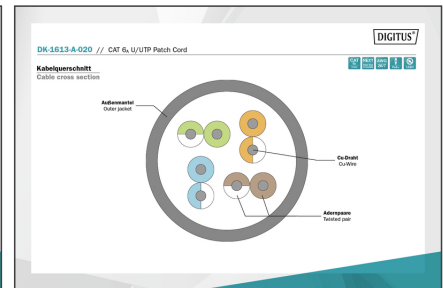 DIGITUS®
DK-1613-A-020 // CAT 6A U/UTP Patch Cord
Kabelquerschnitt
Cable cross section
Außenmantel
Outer jacket
Cu-Draht
Cu-Wire
Adernpaare
Twisted pair